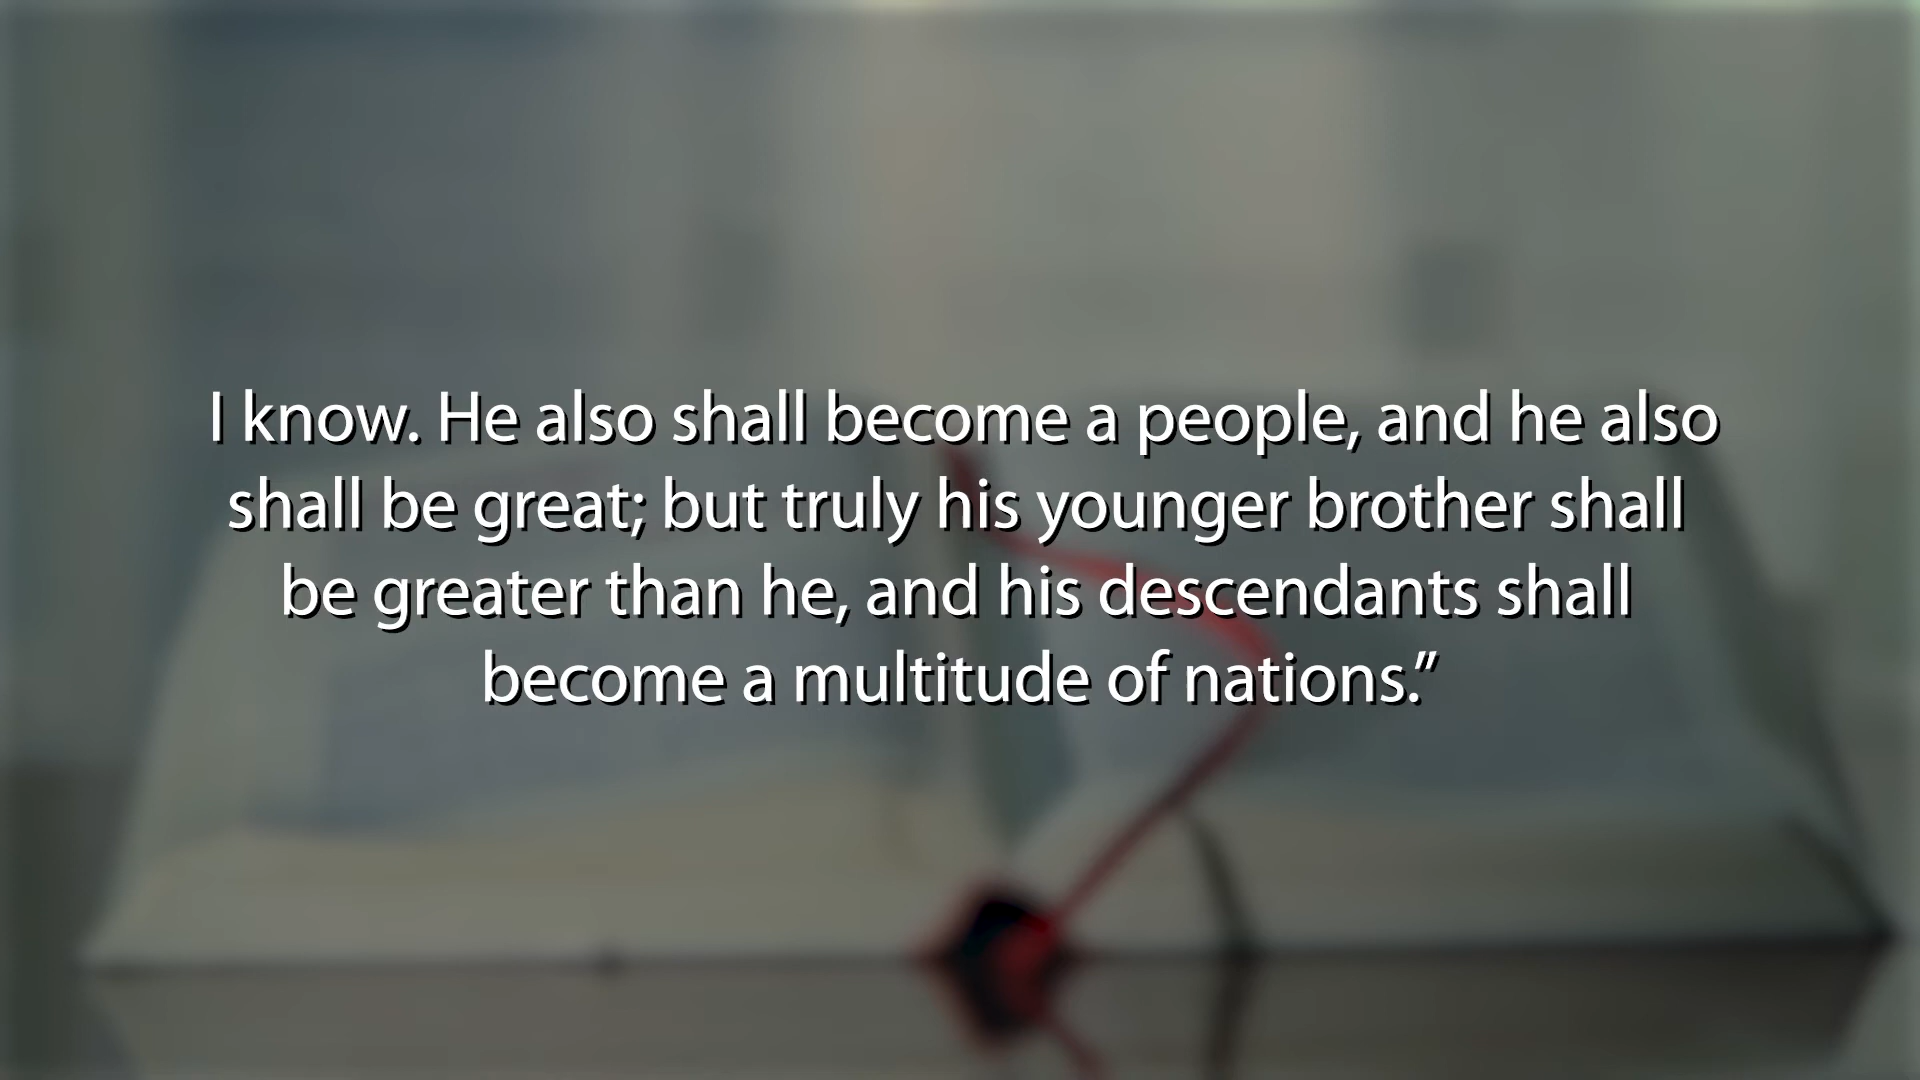 I know. He also shall become a people, and he also
shall be great; but truly his younger brother shall
be greater than he, and his descendants shall
become a multitude of nations.”